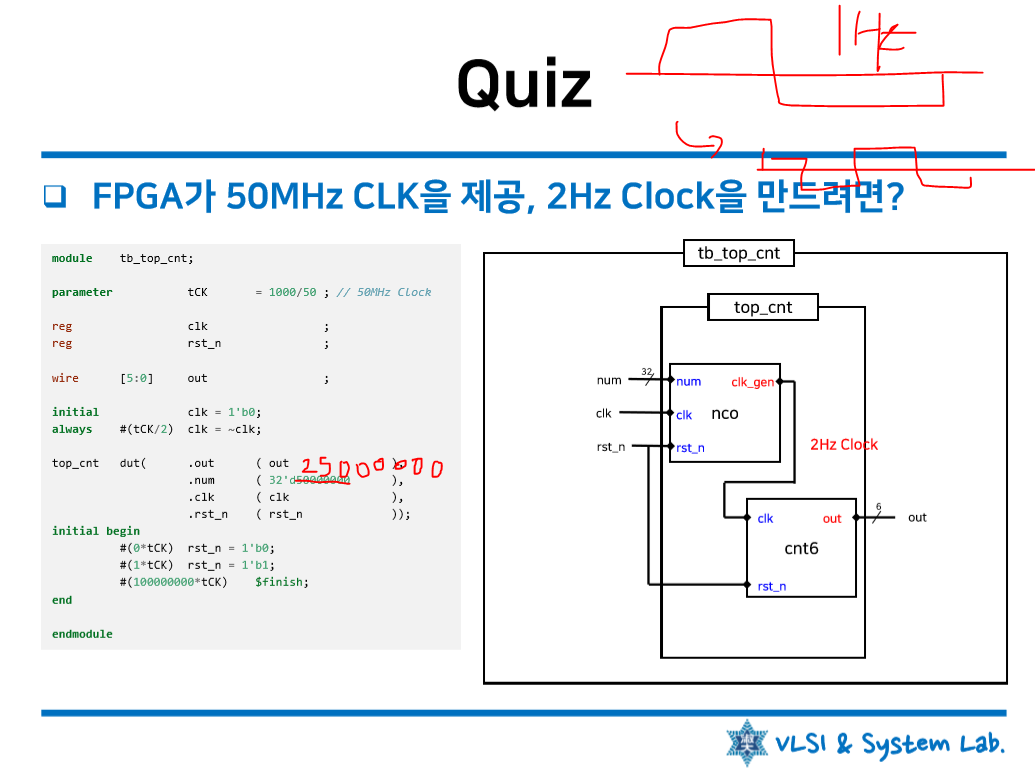 Quiz
1Hz
❑ FPGA가 50MHz CLK을 제공, 2Hz Clock을 만드려면?
module tb_top_cnt;
parameter tCK = 1000/50 ; // 50MHz Clock
reg clk ;
reg rst_n ;
wire [5:0] out ;
initial clk = 1'b0;
always #(tCK/2) clk = ~clk;
top_cnt dut( .out ( out ),
25000000
.num ( 32'd50000000 ),
.clk ( clk ),
.rst_n ( rst_n ));
initial begin
#(0*tCK) rst_n = 1'b0;
#(1*tCK) rst_n = 1'b1;
#(100000000*tCK) $finish;
end
endmodule
tb_top_cnt
top_cnt
num 32 num clk_gen
clk clk nco
rst_n rst_n
2Hz Clock
clk out 6 out
cnt6
rst_n
VLSI & System Lab.